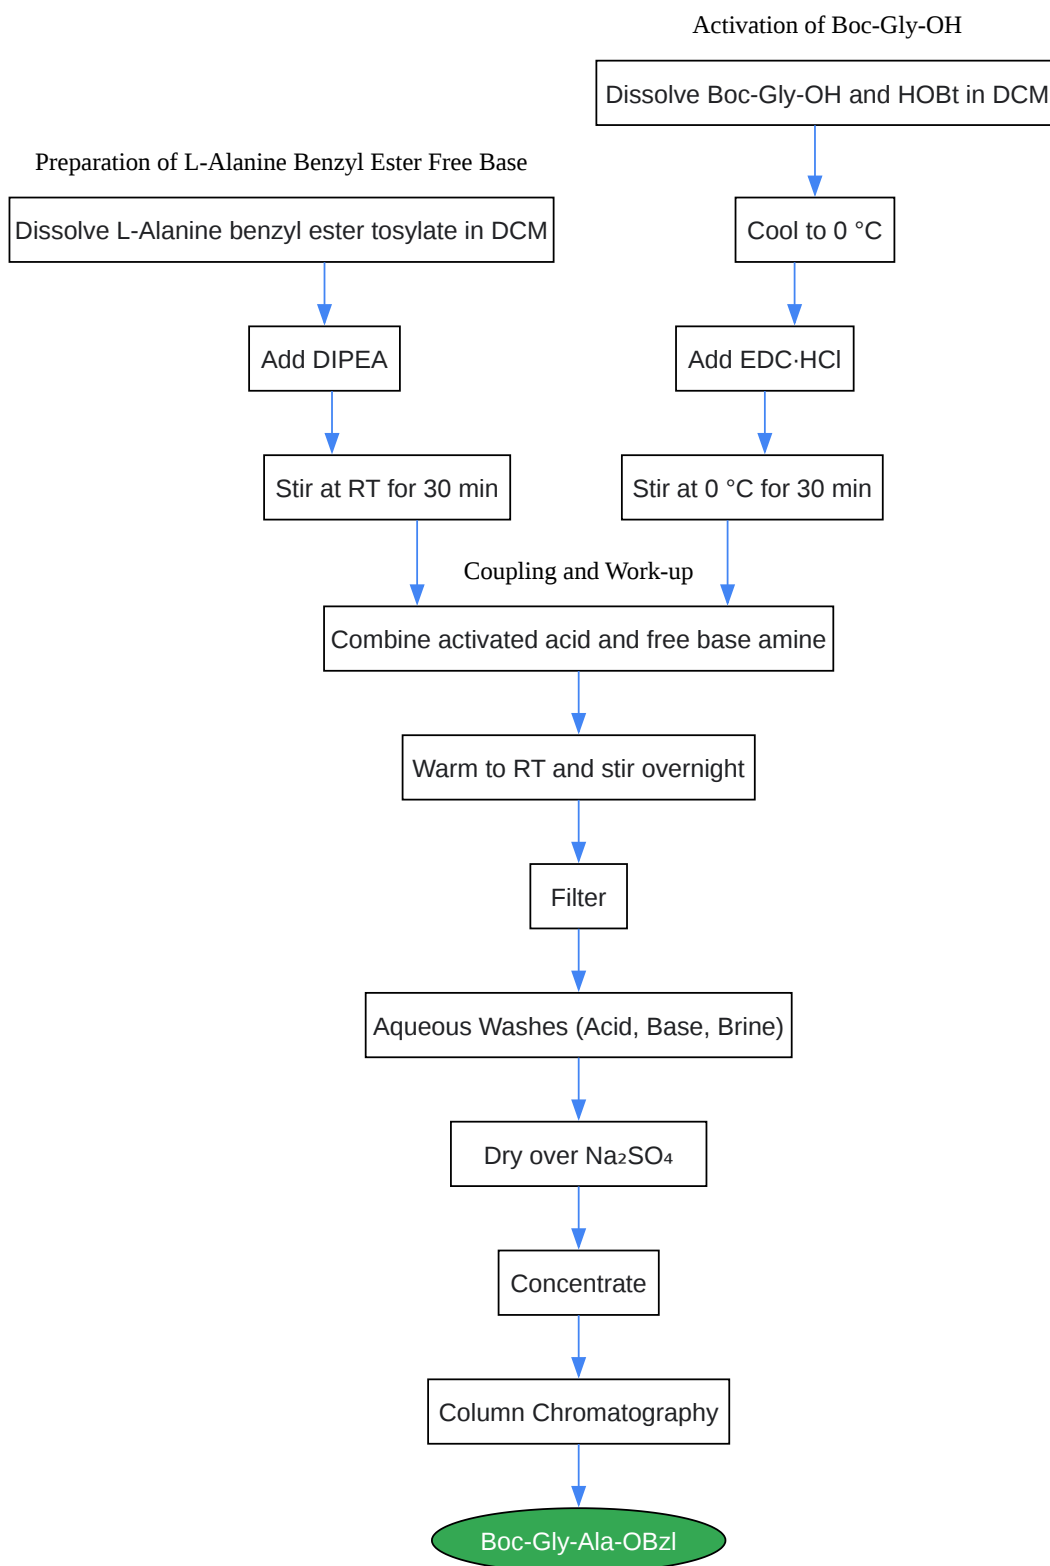 Activation of Boc-Gly-OH
Dissolve Boc-Gly-OH and HOBt in DCM
Preparation of L-Alanine Benzyl Ester Free Base
Dissolve L-Alanine benzyl ester tosylate in DCM
Cool to 0 °C
Add DIPEA
Add EDC·HCl
Stir at RT for 30 min
Stir at 0 °C for 30 min
Coupling and Work-up
Combine activated acid and free base amine
Warm to RT and stir overnight
Filter
Aqueous Washes (Acid, Base, Brine)
Dry over Na₂SO₄
Concentrate
Column Chromatography
Boc-Gly-Ala-OBzl